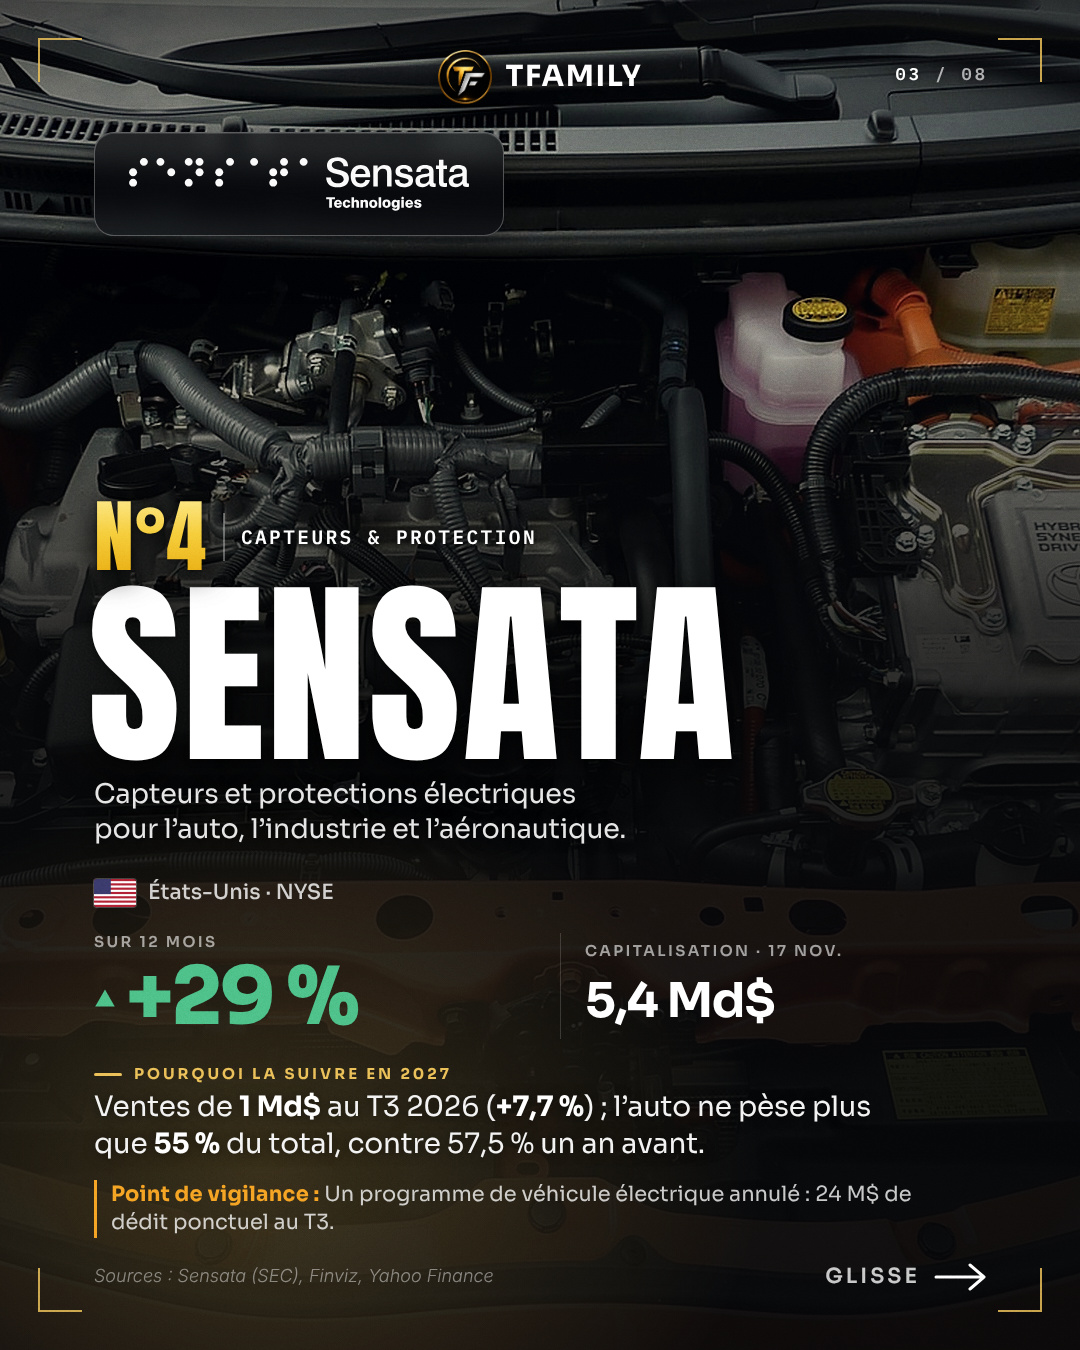 TFAMILY
03 / 08
Sensata
Technologies
N°4
CAPTEURS & PROTECTION
SENSATA
Capteurs et protections électriques
pour l’auto, l’industrie et l’aéronautique.
États-Unis · NYSE
SUR 12 MOIS
▲ +29 %
CAPITALISATION · 17 NOV.
5,4 Md$
POURQUOI LA SUIVRE EN 2027
Ventes de 1 Md$ au T3 2026 (+7,7 %) ; l’auto ne pèse plus
que 55 % du total, contre 57,5 % un an avant.
Point de vigilance : Un programme de véhicule électrique annulé : 24 M$ de
dédit ponctuel au T3.
Sources : Sensata (SEC), Finviz, Yahoo Finance
GLISSE
HYBR
SYNE
DRIV